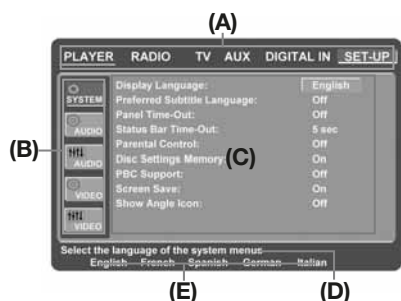 (A)
PLAYER RADIO TV AUX DIGITAL IN SET-UP
SYSTEM
AUDIO
AUDIO
VIDEO
VIDEO
(B)
Display Language: English
Preferred Subtitle Language: Off
Panel Time-Out: Off
Status Bar Time-Out: 5 sec
Parental Control: Off
Disc Settings Memory: On
(C)
PBC Support: Off
Screen Save: On
Show Angle Icon: Off
Select the language of the system menus
English French Spanish German Italian
(E) (D)